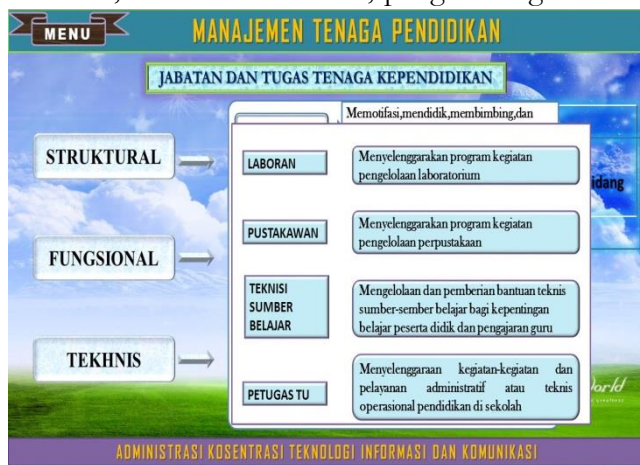 MENU
MANAJEMEN TENAGA PENDIDIKAN
JABATAN DAN TUGAS TENAGA KEPENDIDIKAN
Memotifasi,mendidik,membimbing,dan
STRUKTURAL
LABORAN
Menyelenggarakan program kegiatan
pengelolaan laboratorium
idang
PUSTAKAWAN
Menyelenggarakan program kegiatan
pengelolaan perpustakaan
FUNGSIONAL
TEKNISI
SUMBER
BELAJAR
Mengelolaan dan pemberian bantuan teknis
sumber-sember belajar bagi kepentingan
belajar peserta didik dan pengajaran guru
TEKHNIS
PETUGAS TU
Menyelenggaraan kegiatan-kegiatan dan
pelayanan administratif atau teknis
operasional pendidikan di sekolah
World
ADMINISTRASI KOSENTRASI TEKNOLOGI INFORMASI DAN KOMUNIKASI